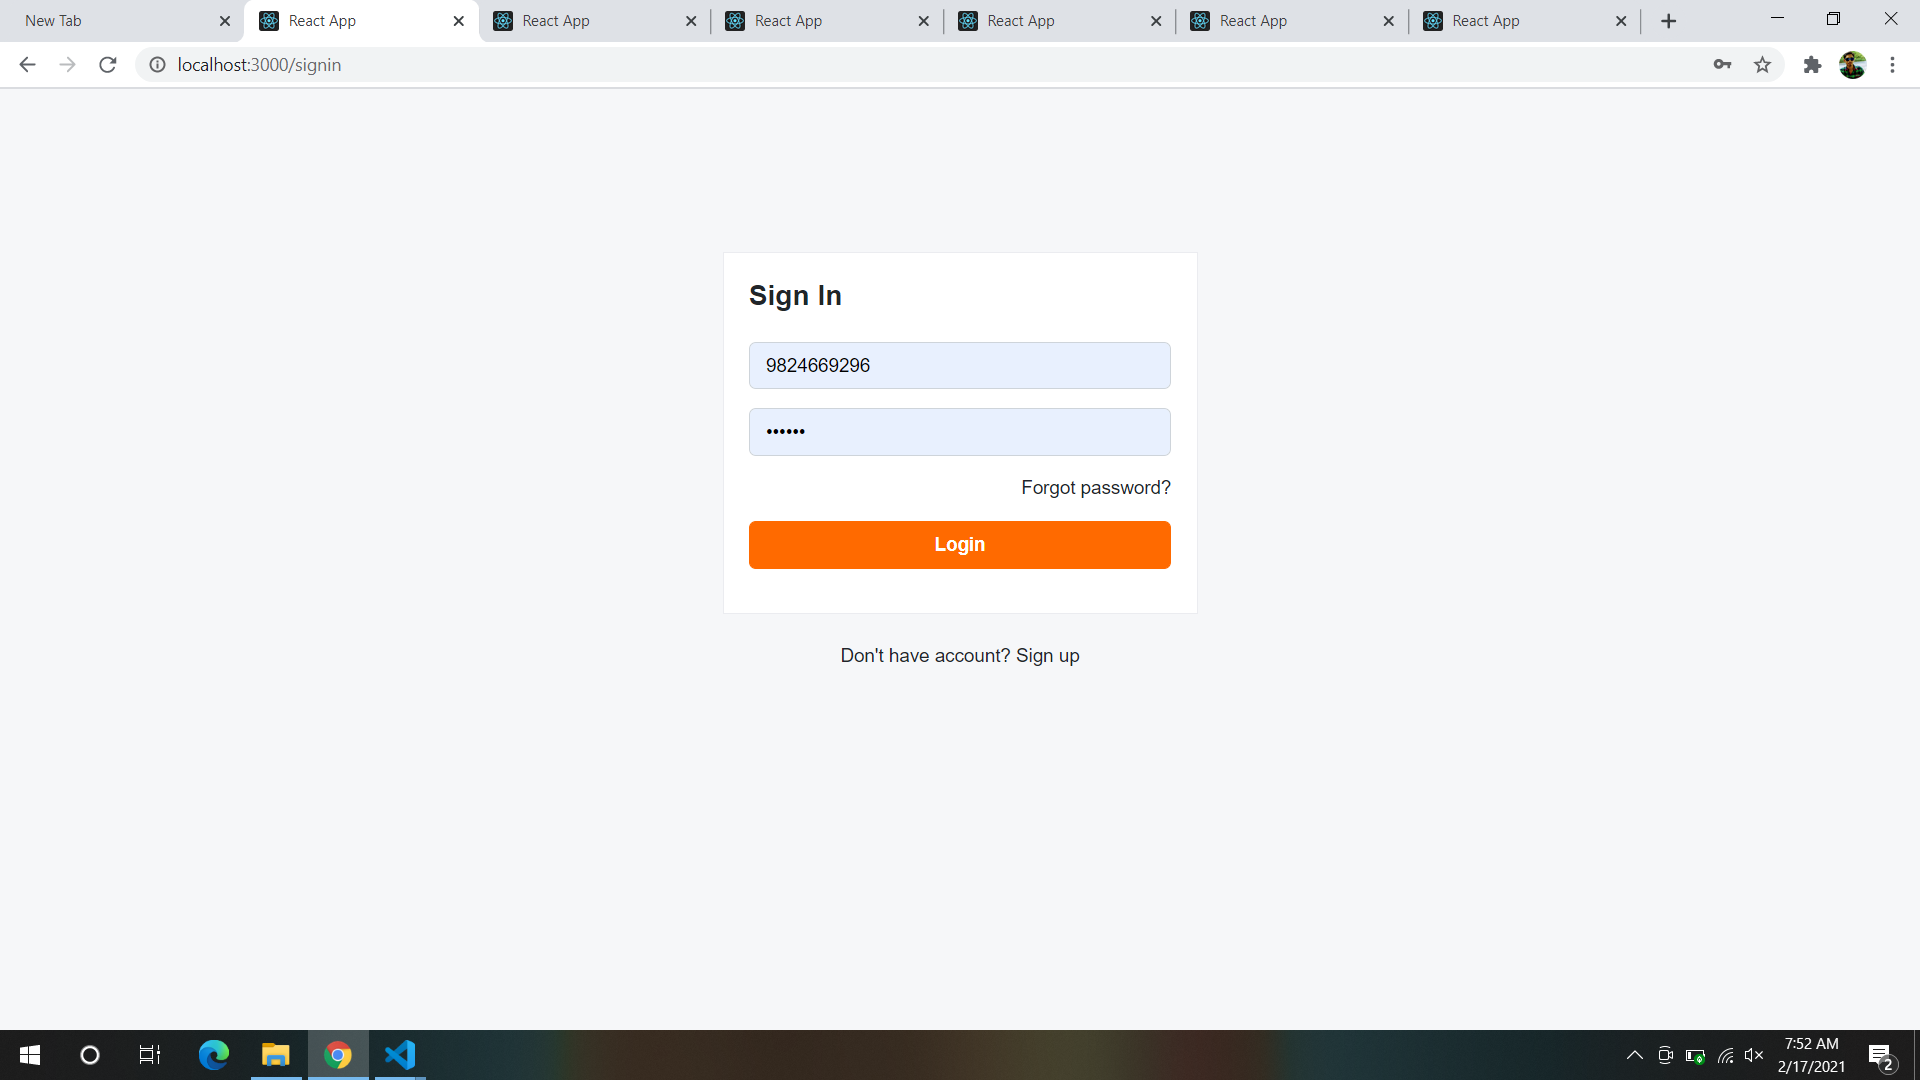 New Tab
React App
React App
React App
React App
React App
React App
localhost:3000/signin
Sign In
9824669296
••••••
Forgot password?
Login
Don't have account? Sign up
7:52 AM
2/17/2021
2